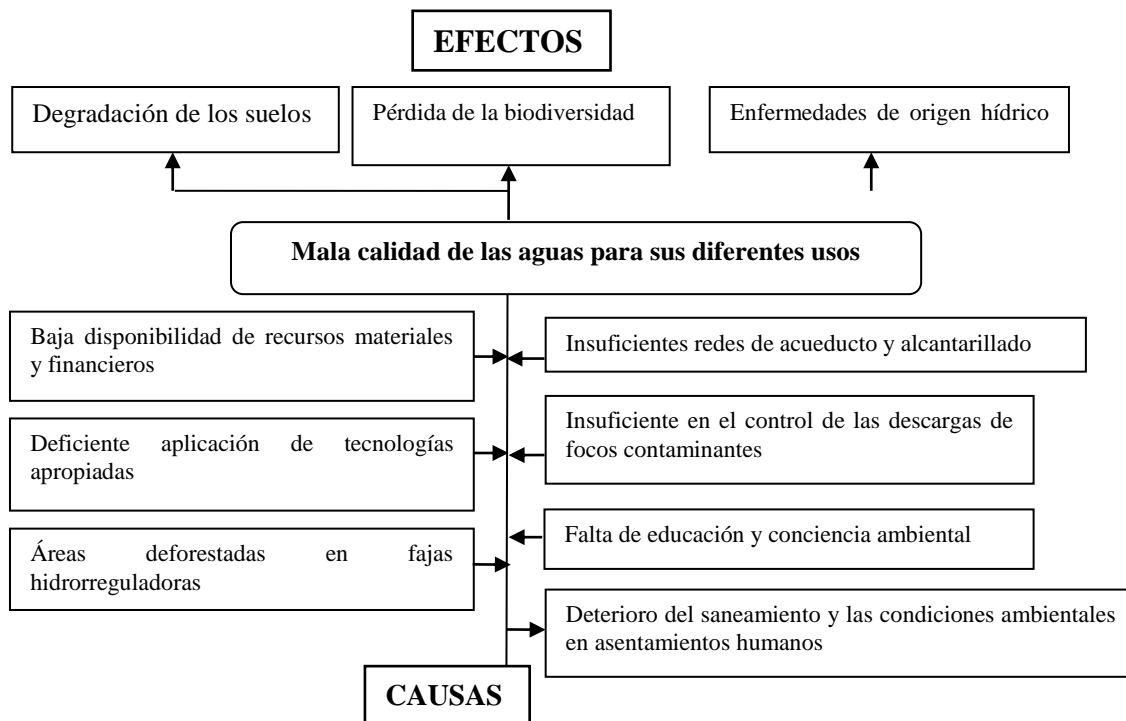 EFECTOS
Degradación de los suelos
Pérdida de la biodiversidad
Enfermedades de origen hídrico
Mala calidad de las aguas para sus diferentes usos
Baja disponibilidad de recursos materiales
y financieros
Insuficientes redes de acueducto y alcantarillado
Deficiente aplicación de tecnologías
apropiadas
Insuficiente en el control de las descargas de
focos contaminantes
Áreas deforestadas en fajas
hidrorreguladoras
Falta de educación y conciencia ambiental
Deterioro del saneamiento y las condiciones ambientales
en asentamientos humanos
CAUSAS